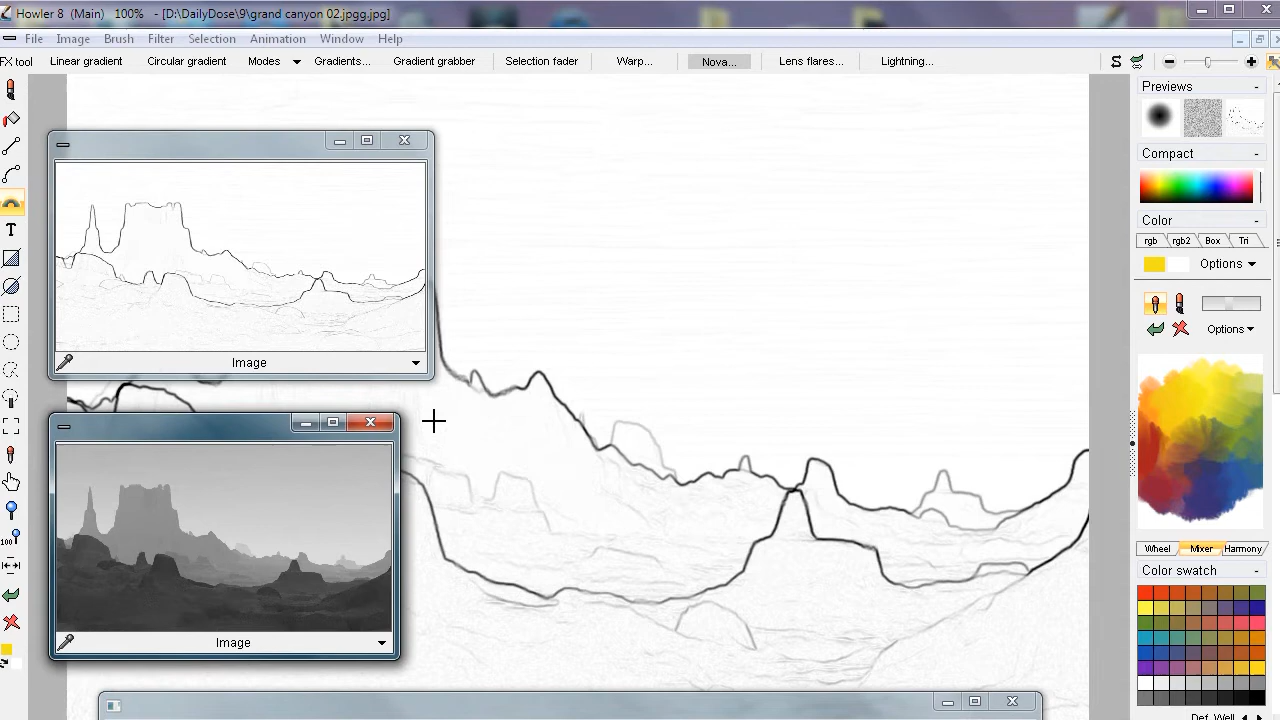 Howler 8 (Main) 100% - [D:\DailyDose\9\grand canyon 02.jpgg.jpg]
File Image Brush Filter Selection Animation Window Help
FX tool Linear gradient Circular gradient Modes Gradients... Gradient grabber Selection fade Warp... Nova... Lens flares... Lightning...
Previews -
Compact -
Color -
rgb rgb2 Box Tri
Options
Options
T
100
Image
Image
Wheel Mixer Harmony
Color swatch -
Def. Well